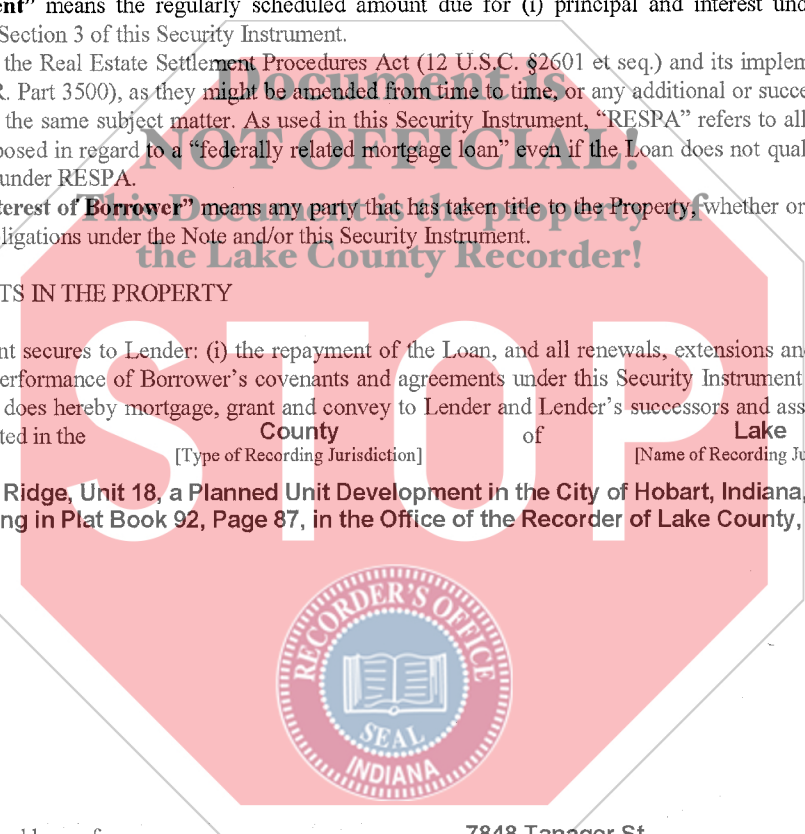 ent” means the regularly scheduled amount due for (i) principal and interest und
Section 3 of this Security Instrument.
the Real Estate Settlement Procedures Act (12 U.S.C. §2601 et seq.) and its implem
R. Part 3500), as they might be amended from time to time, or any additional or succe
Document is
the same subject matter. As used in this Security Instrument, “RESPA” refers to all
NOT OFFICIAL!
posed in regard to a “federally related mortgage loan” even if the Loan does not qual
under RESPA.
This Document is the property of
terest of Borrower” means any party that has taken title to the Property, whether or
ligations under the Note and/or this Security Instrument.
the Lake County Recorder!
TS IN THE PROPERTY
STOP
nt secures to Lender: (i) the repayment of the Loan, and all renewals, extensions an
erformance of Borrower’s covenants and agreements under this Security Instrument
does hereby mortgage, grant and convey to Lender and Lender’s successors and ass
ted in the County of Lake
[Type of Recording Jurisdiction] [Name of Recording Ju
Ridge, Unit 18, a Planned Unit Development in the City of Hobart, Indiana,
ng in Plat Book 92, Page 87, in the Office of the Recorder of Lake County,
RECORDER'S OFFICE
SEAL
INDIANA
7848 Tanager St